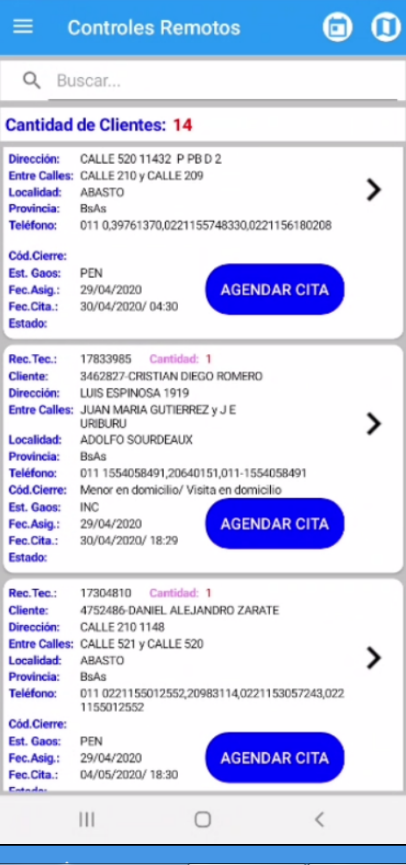 Controles Remotos
Buscar...
Cantidad de Clientes: 14
Dirección: CALLE 520 11432 P PB D 2
Entre Calles: CALLE 210 y CALLE 209
Localidad: ABASTO
Provincia: BsAs
Teléfono: 011 0,39761370,0221155748330,0221156180208
Cód.Cierre:
Est. Gaos: PEN
Fec.Asig.: 29/04/2020
Fec.Cita.: 30/04/2020/ 04:30
Estado:
AGENDAR CITA
Rec.Tec.: 17833985 Cantidad: 1
Cliente: 3462827-CRISTIAN DIEGO ROMERO
Dirección: LUIS ESPINOSA 1919
Entre Calles: JUAN MARIA GUTIERREZ y J E
URIBURU
Localidad: ADOLFO SOURDEAUX
Provincia: BsAs
Teléfono: 011 1554058491,20640151,011-1554058491
Cód.Cierre: Menor en domicilio/ Visita en domicilio
Est. Gaos: INC
Fec.Asig.: 29/04/2020
Fec.Cita.: 30/04/2020/ 18:29
Estado:
AGENDAR CITA
Rec.Tec.: 17304810 Cantidad: 1
Cliente: 4752486-DANIEL ALEJANDRO ZARATE
Dirección: CALLE 210 1148
Entre Calles: CALLE 521 y CALLE 520
Localidad: ABASTO
Provincia: BsAs
Teléfono: 011 0221155012552,20983114,0221153057243,022
1155012552
Cód.Cierre:
Est. Gaos: PEN
Fec.Asig.: 29/04/2020
Fec.Cita.: 04/05/2020/ 18:30
Estado:
AGENDAR CITA